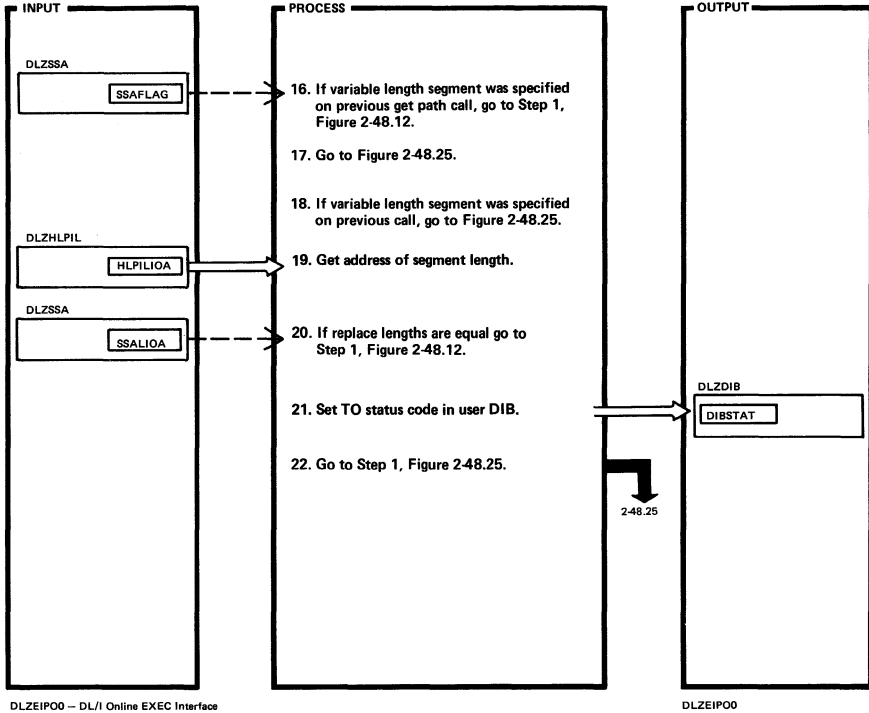 INPUT
PROCESS
OUTPUT
DLZSSA
SSAFLAG
16. If variable length segment was specified
on previous get path call, go to Step 1,
Figure 2-48.12.
17. Go to Figure 2-48.25.
18. If variable length segment was specified
on previous call, go to Figure 2-48.25.
DLZHLPIL
HLPILIOA
19. Get address of segment length.
DLZSSA
SSALIOA
20. If replace lengths are equal go to
Step 1, Figure 2-48.12.
DLZDIB
DIBSTAT
21. Set TO status code in user DIB.
22. Go to Step 1, Figure 2-48.25.
2-48.25
DLZEIPO0 — DL/I Online EXEC Interface
DLZEIPO0